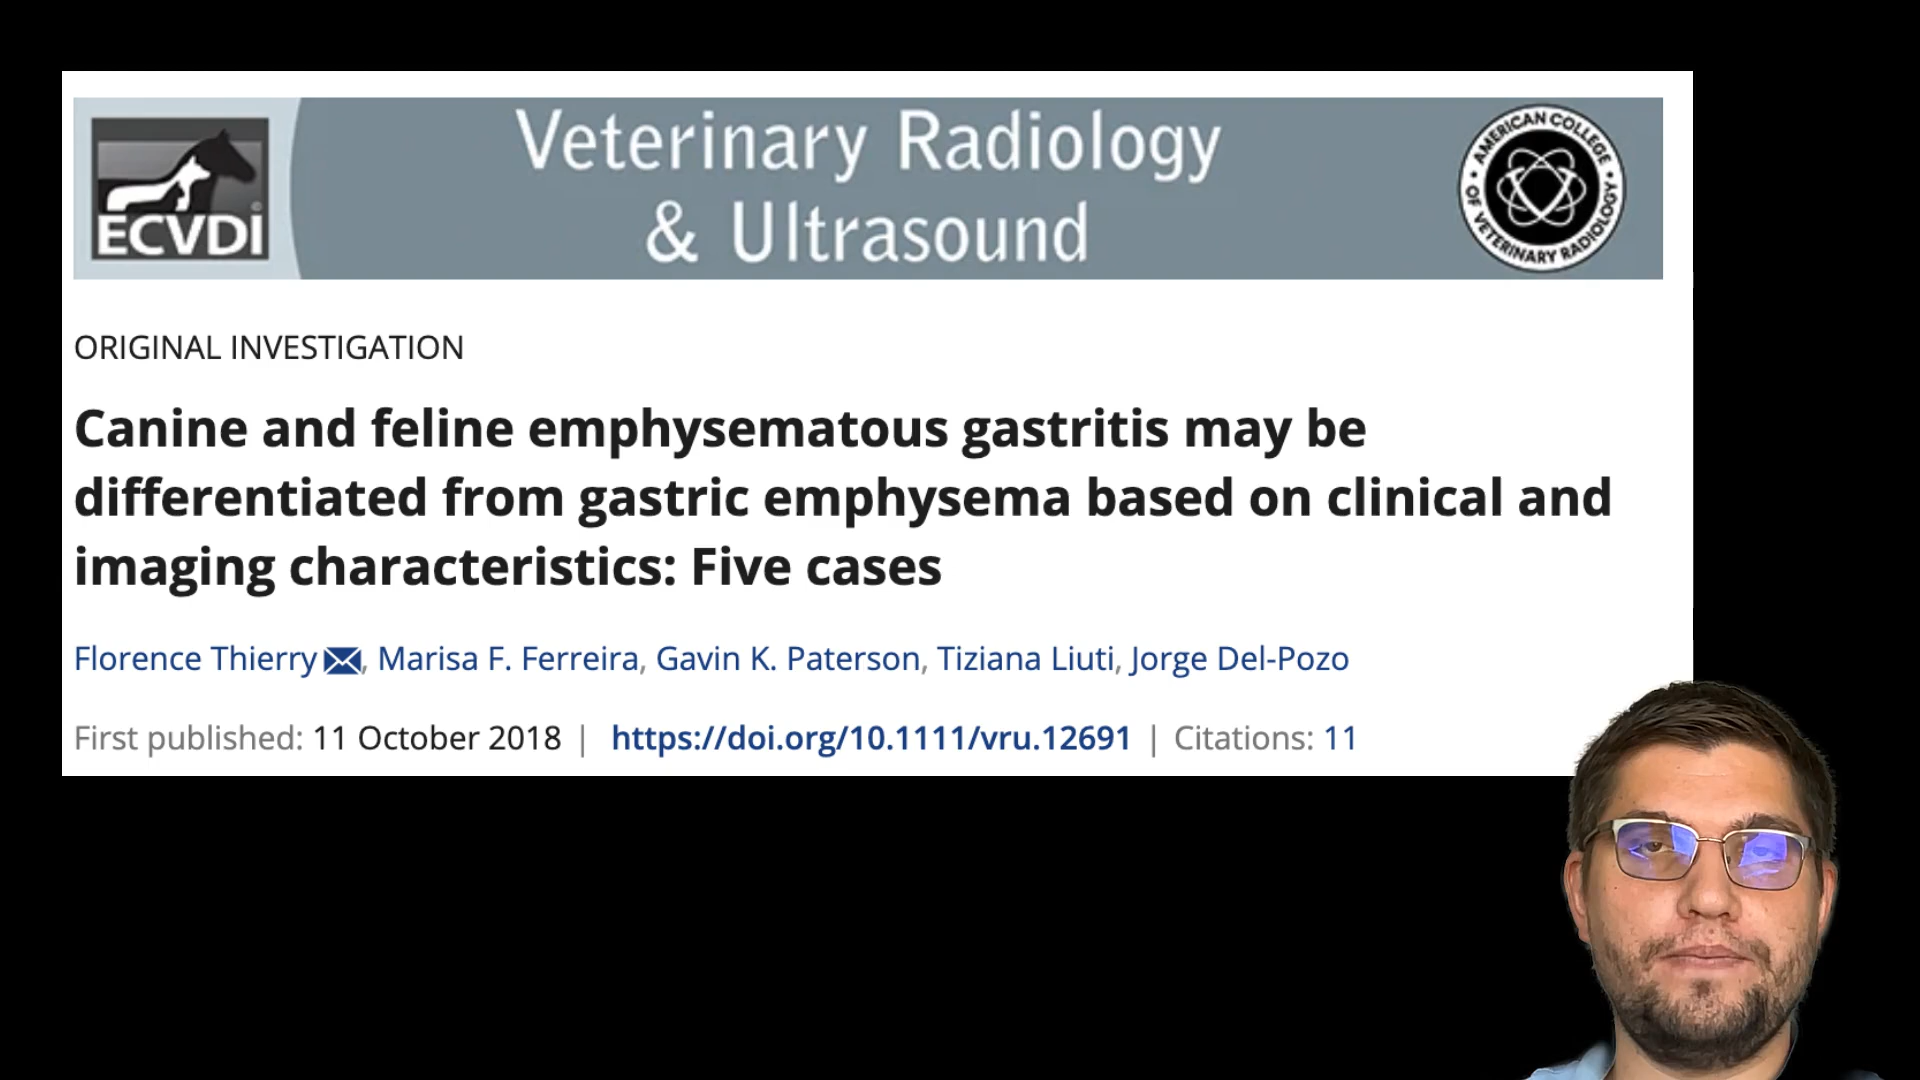 ECVDI
©
Veterinary Radiology
& Ultrasound
• AMERICAN COLLEGE •
OF VETERINARY RADIOLOGY
ORIGINAL INVESTIGATION
Canine and feline emphysematous gastritis may be
differentiated from gastric emphysema based on clinical and
imaging characteristics: Five cases
Florence Thierry, Marisa F. Ferreira, Gavin K. Paterson, Tiziana Liuti, Jorge Del-Pozo
First published: 11 October 2018 | https://doi.org/10.1111/vru.12691 | Citations: 11